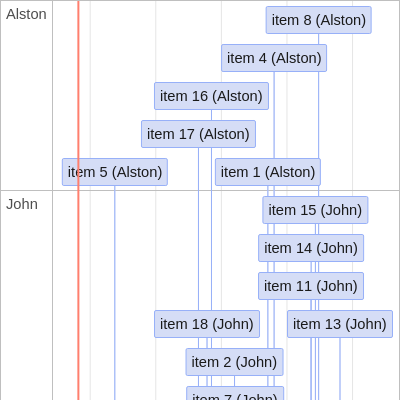 Alston
item 8 (Alston)
item 4 (Alston)
item 16 (Alston)
item 17 (Alston)
item 5 (Alston)
item 1 (Alston)
John
item 15 (John)
item 14 (John)
item 11 (John)
item 18 (John)
item 13 (John)
item 2 (John)
item 7 (John)